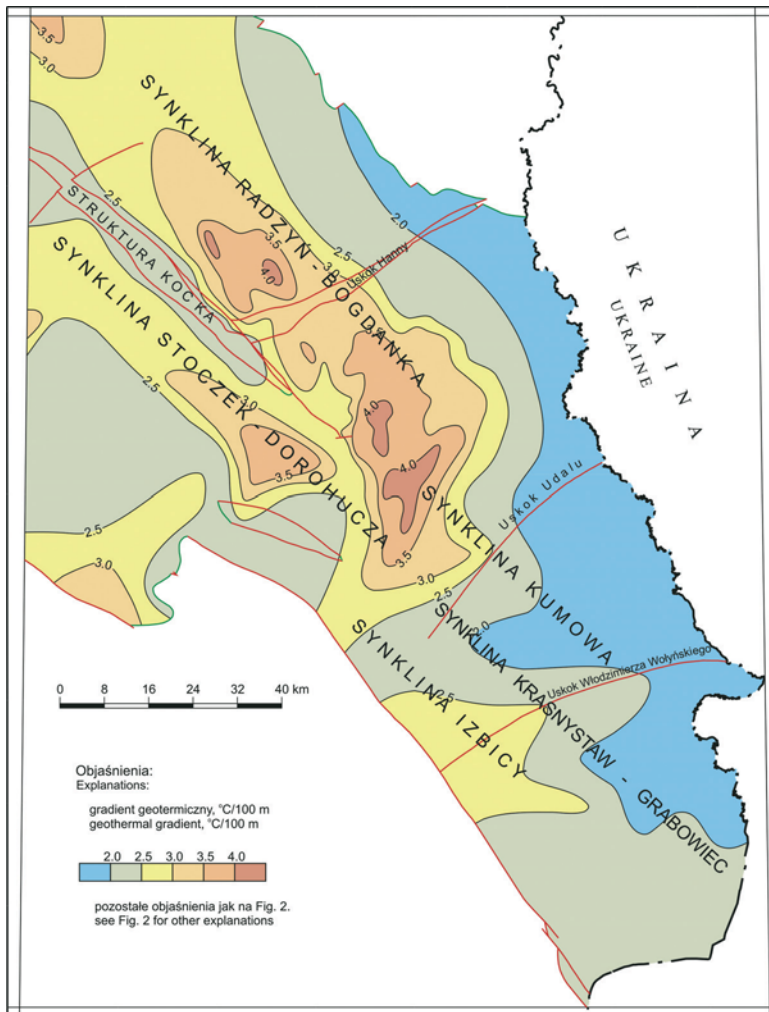 3.5
3.0
SYNKLINA RADZYŃ - BOGDANKA
2.5
2.0
2.5
STRUKTURA KOCKA
3.5
3.0
4.0
Uskok Hanny
UKRAINA
UKRAINE
SYNKLINA STOCZEK - DOROHUCZA
3.5
2.5
3.0
4.0
3.5
4.0
Uskok Udalu
2.5
3.5
3.0
3.0
2.5
SYNKLINA KUMOWA
2.0
SYNKLINA KRASNYSTAW - GRABOWIEC
SYNKLINA IZBICY
Uskok Włodzimierza Wołyńskiego
2.5
0 8 16 24 32 40 km
Objaśnienia:
Explanations:
gradient geotermiczny, °C/100 m
geothermal gradient, °C/100 m
2.0 2.5 3.0 3.5 4.0
pozostałe objaśnienia jak na Fig. 2.
see Fig. 2 for other explanations